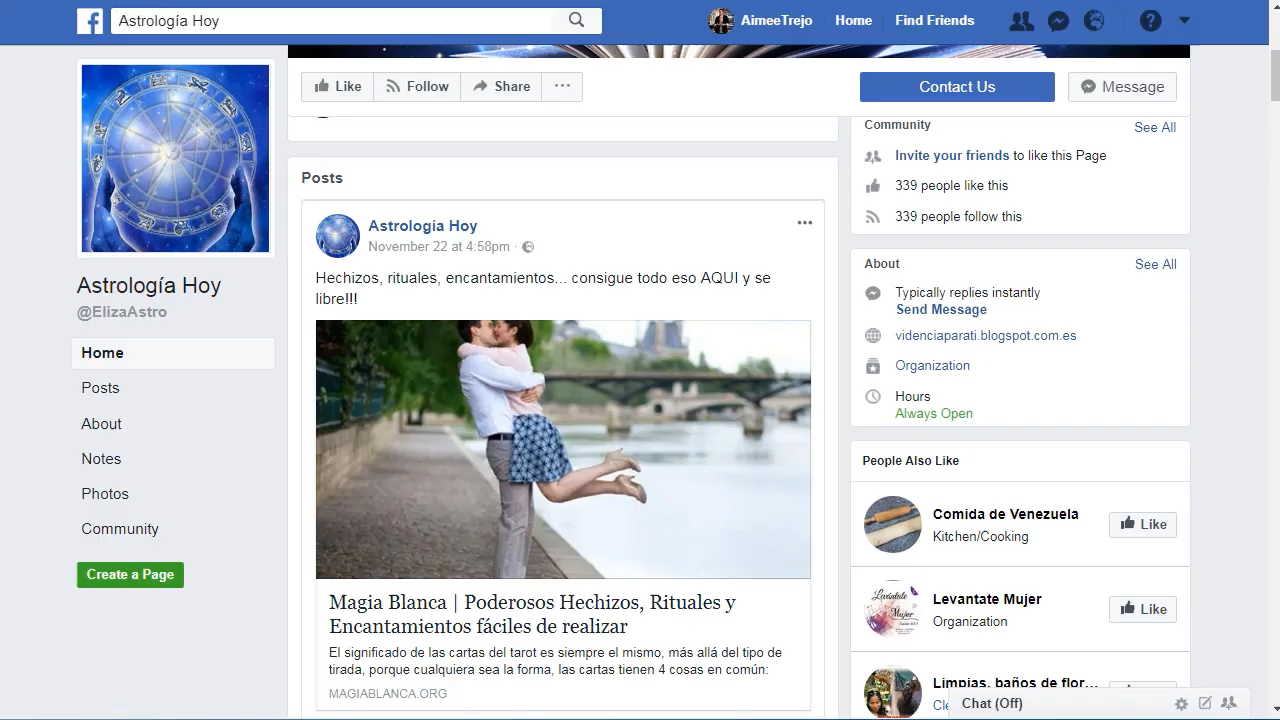 Astrología Hoy
AimeeTrejo
Home
Find Friends
Like
Follow
Share
Contact Us
Message
Astrología Hoy
@ElizaAstro
Home
Posts
About
Notes
Photos
Community
Create a Page
Posts
Astrología Hoy
November 22 at 4:58pm ·
Hechizos, rituales, encantamientos... consigue todo eso AQUI y se
libre!!!
Magia Blanca | Poderosos Hechizos, Rituales y
Encantamientos fáciles de realizar
El significado de las cartas del tarot es siempre el mismo, más allá del tipo de
tirada, porque cualquiera sea la forma, las cartas tienen 4 cosas en común:
MAGIABLANCA.ORG
Community
See All
Invite your friends to like this Page
339 people like this
339 people follow this
About
See All
Typically replies instantly
Send Message
videnciaparati.blogspot.com.es
Organization
Hours
Always Open
People Also Like
Comida de Venezuela
Kitchen/Cooking
Like
Levantate Mujer
Organization
Like
Levántate
Mujer
Limpias, baños de flor...
Chat (Off)